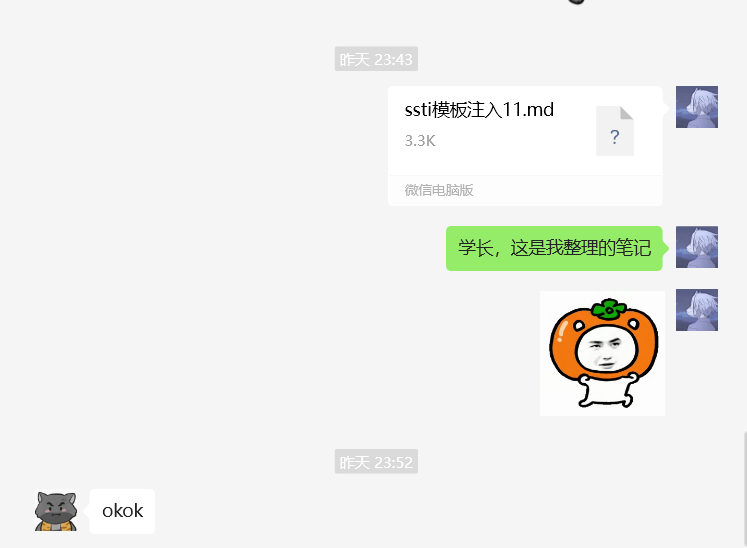 昨天 23:43
ssti模板注入11.md
3.3K
?
微信电脑版
学长，这是我整理的笔记
昨天 23:52
okok